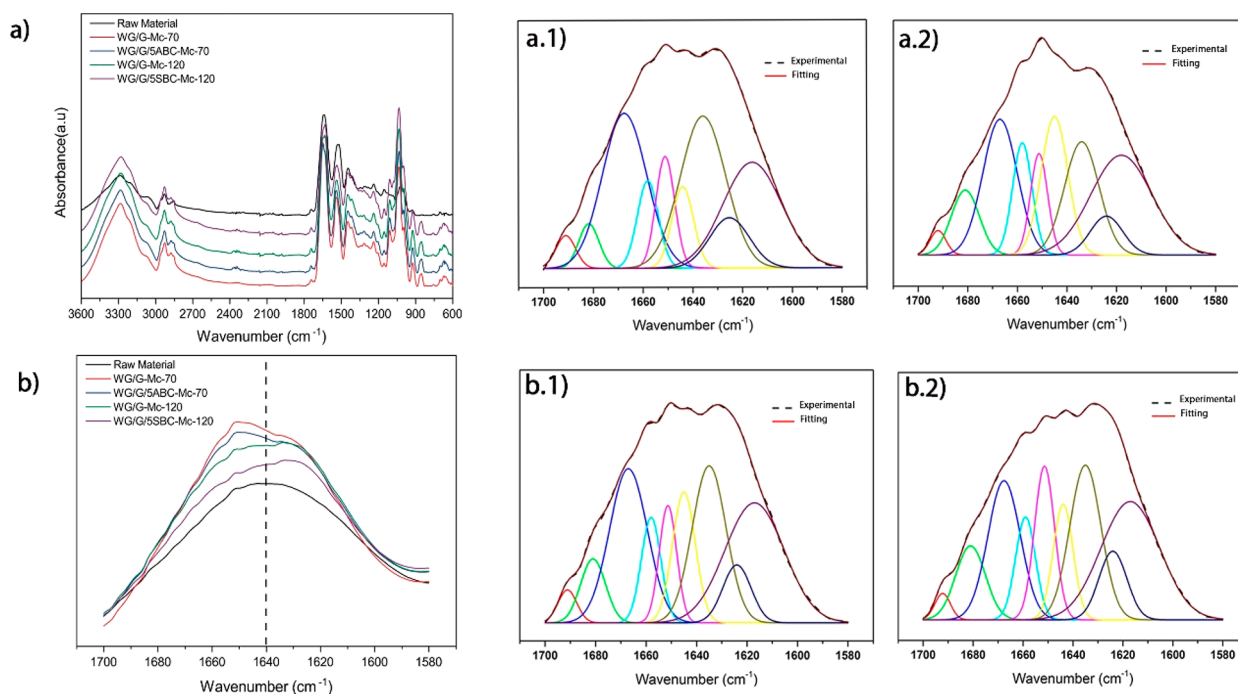 a)
Raw Material
WG/G-Mc-70
WG/G/5ABC-Mc-70
WG/G-Mc-120
WG/G/5SBC-Mc-120
Absorbance(a.u)
3600 3300 3000 2700 2400 2100 1800 1500 1200 900 600
Wavenumber (cm-1)
a.1)
Experimental
Fitting
1700 1680 1660 1640 1620 1600 1580
Wavenumber (cm-1)
a.2)
Experimental
Fitting
1700 1680 1660 1640 1620 1600 1580
Wavenumber (cm-1)
b)
Raw Material
WG/G-Mc-70
WG/G/5ABC-Mc-70
WG/G-Mc-120
WG/G/5SBC-Mc-120
1700 1680 1660 1640 1620 1600 1580
Wavenumber (cm-1)
b.1)
Experimental
Fitting
1700 1680 1660 1640 1620 1600 1580
Wavenumber (cm-1)
b.2)
Experimental
Fitting
1700 1680 1660 1640 1620 1600 1580
Wavenumber (cm-1)